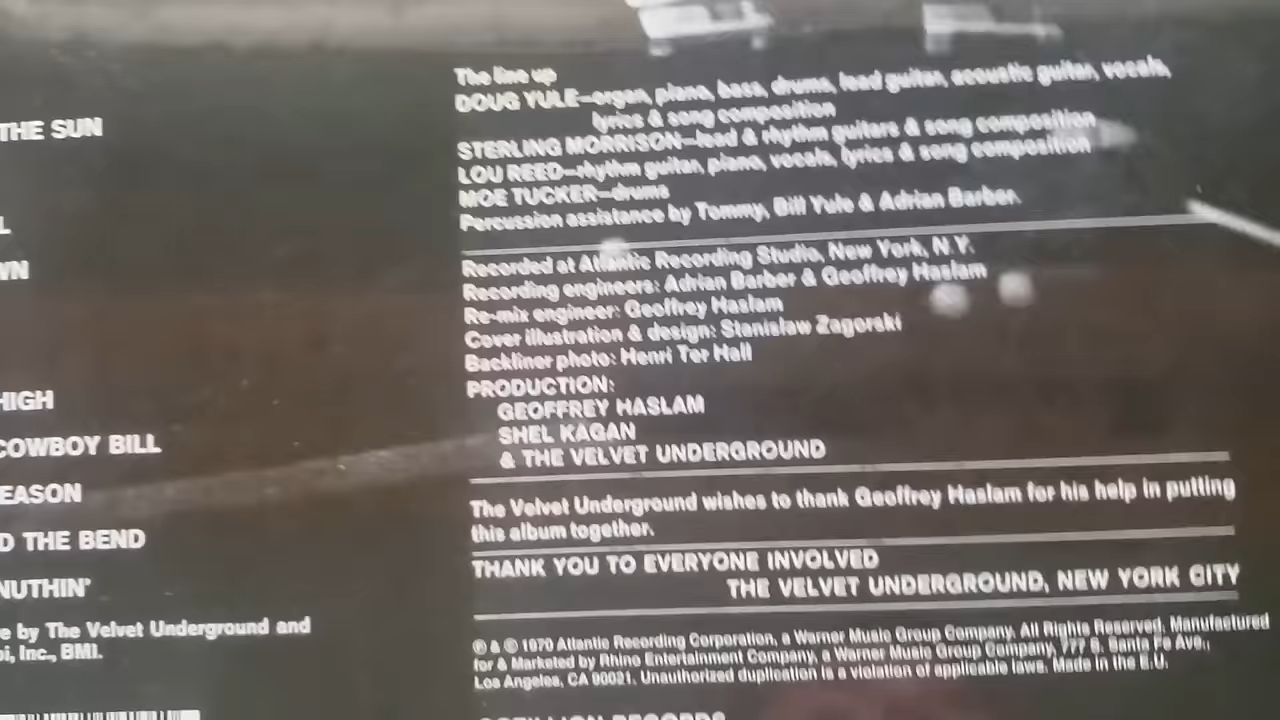 THE SUN
L
WN
HIGH
COWBOY BILL
EASON
D THE BEND
NUTHIN'
e by The Velvet Underground and
pi, Inc., BMI.
The line up
DOUG YULE—organ, piano, bass, drums, lead guitar, acoustic guitar, vocals,
lyrics & song composition
STERLING MORRISON—lead & rhythm guitars & song composition
LOU REED—rhythm guitar, piano, vocals, lyrics & song composition
MOE TUCKER—drums
Percussion assistance by Tommy, Bill Yule & Adrian Barber.
Recorded at Atlantic Recording Studio, New York, N.Y.
Recording engineers: Adrian Barber & Geoffrey Haslam
Re-mix engineer: Geoffrey Haslam
Cover illustration & design: Stanislaw Zagorski
Backliner photo: Henri Ter Hall
PRODUCTION:
GEOFFREY HASLAM
SHEL KAGAN
& THE VELVET UNDERGROUND
The Velvet Underground wishes to thank Geoffrey Haslam for his help in putting
this album together.
THANK YOU TO EVERYONE INVOLVED
THE VELVET UNDERGROUND, NEW YORK CITY
℗ & © 1970 Atlantic Recording Corporation, a Warner Music Group Company. All Rights Reserved. Manufactured
for & Marketed by Rhino Entertainment Company, a Warner Music Group Company, 777 S. Santa Fe Ave.,
Los Angeles, CA 90021. Unauthorized duplication is a violation of applicable laws. Made in the E.U.
COTILLION RECORDS